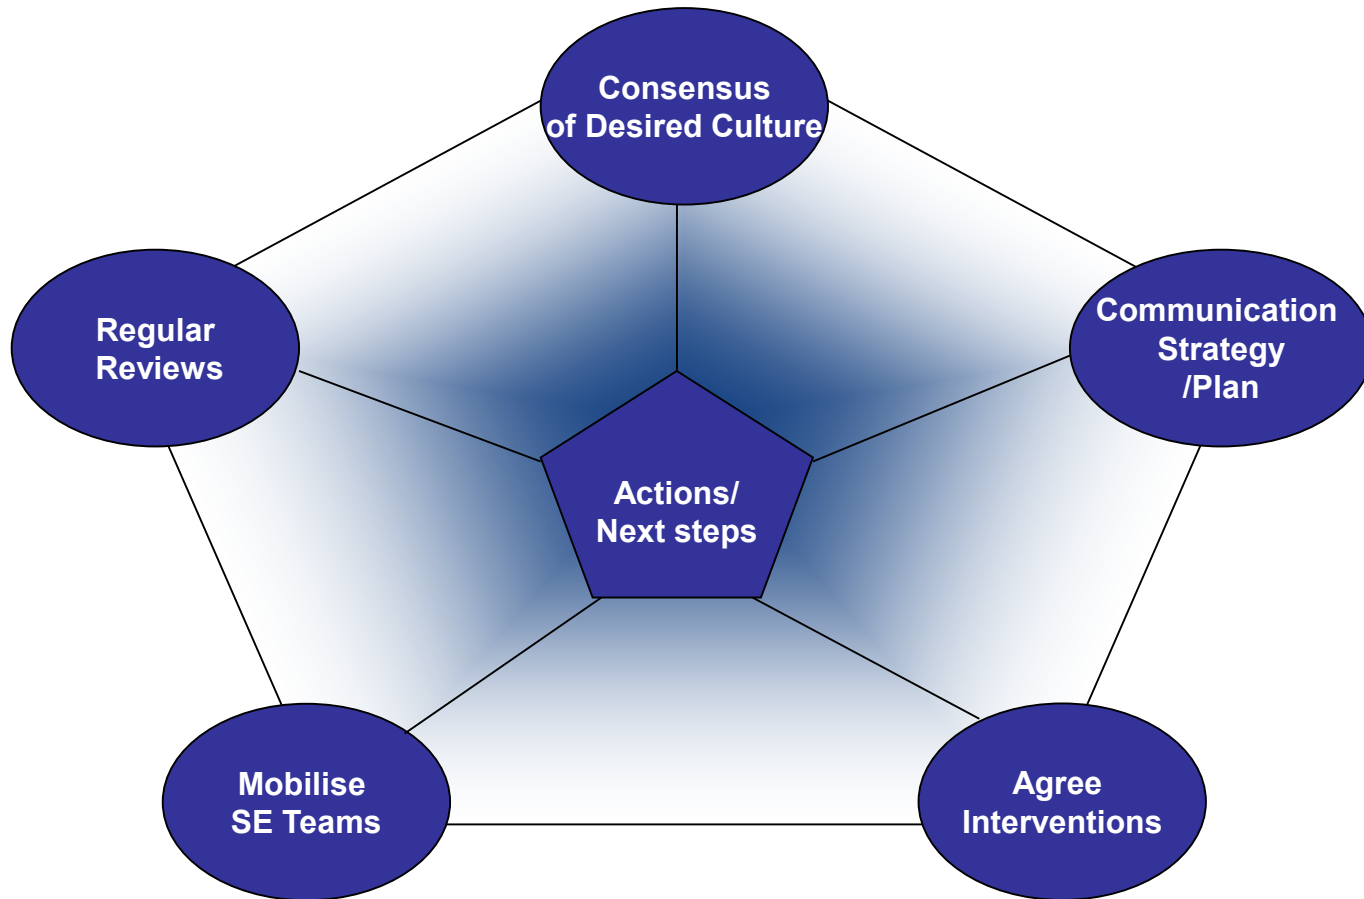 Consensus
of Desired Culture
Communication
Strategy
/Plan
Regular
Reviews
Actions/
Next steps
Mobilise
SE Teams
Agree
Interventions